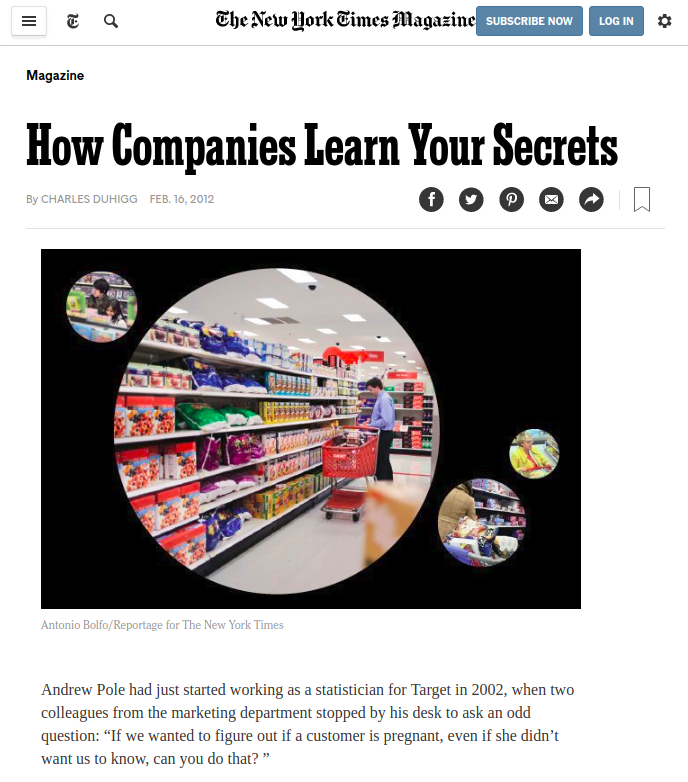 The New York Times Magazine
SUBSCRIBE NOW
LOG IN
Magazine
How Companies Learn Your Secrets
By CHARLES DUHIGG FEB. 16, 2012
Antonio Bolfo/Reportage for The New York Times
Andrew Pole had just started working as a statistician for Target in 2002, when two
colleagues from the marketing department stopped by his desk to ask an odd
question: “If we wanted to figure out if a customer is pregnant, even if she didn’t
want us to know, can you do that? ”